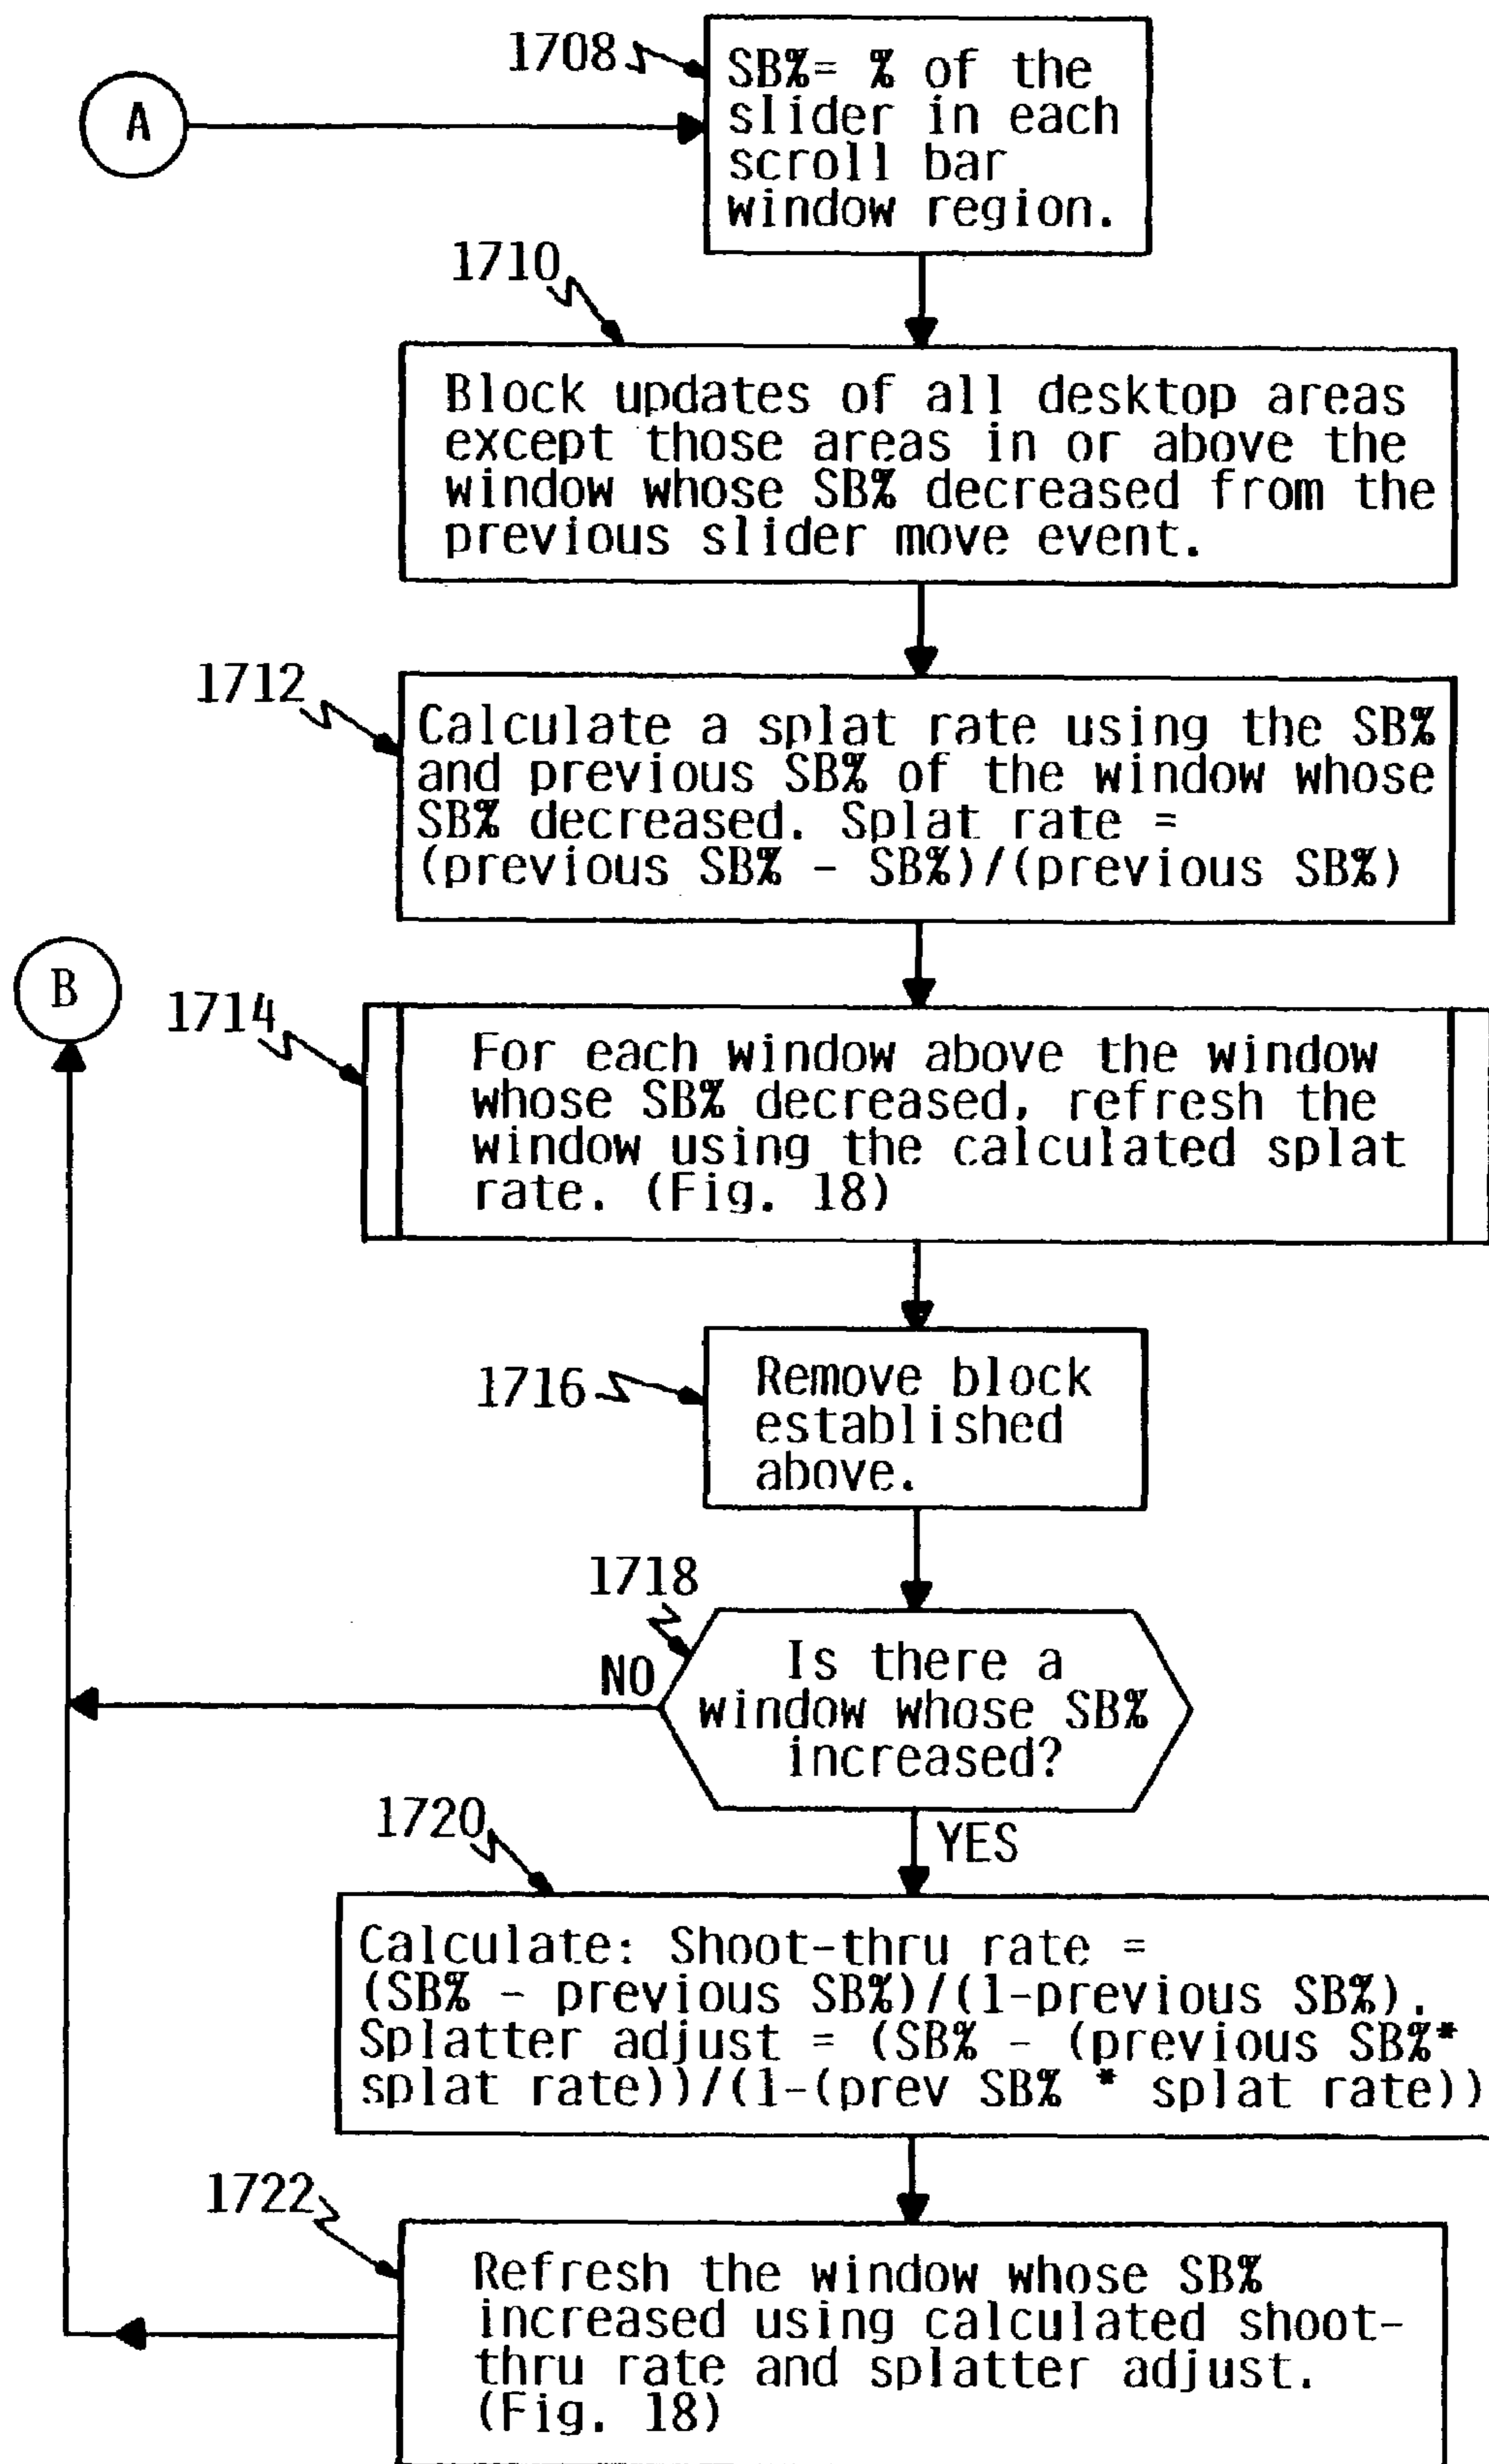 1708
SB%= % of the
slider in each
scroll bar
window region.
A
1710
Block updates of all desktop areas
except those areas in or above the
window whose SB% decreased from the
previous slider move event.
1712
Calculate a splat rate using the SB%
and previous SB% of the window whose
SB% decreased. Splat rate =
(previous SB% - SB%)/(previous SB%)
B
1714
For each window above the window
whose SB% decreased, refresh the
window using the calculated splat
rate. (Fig. 18)
1716
Remove block
established
above.
1718
Is there a
window whose SB%
increased?
NO
YES
1720
Calculate: Shoot-thru rate =
(SB% - previous SB%)/(1-previous SB%).
Splatter adjust = (SB% - (previous SB%*
splat rate))/(1-(prev SB% * splat rate))
1722
Refresh the window whose SB%
increased using calculated shoot-
thru rate and splatter adjust.
(Fig. 18)